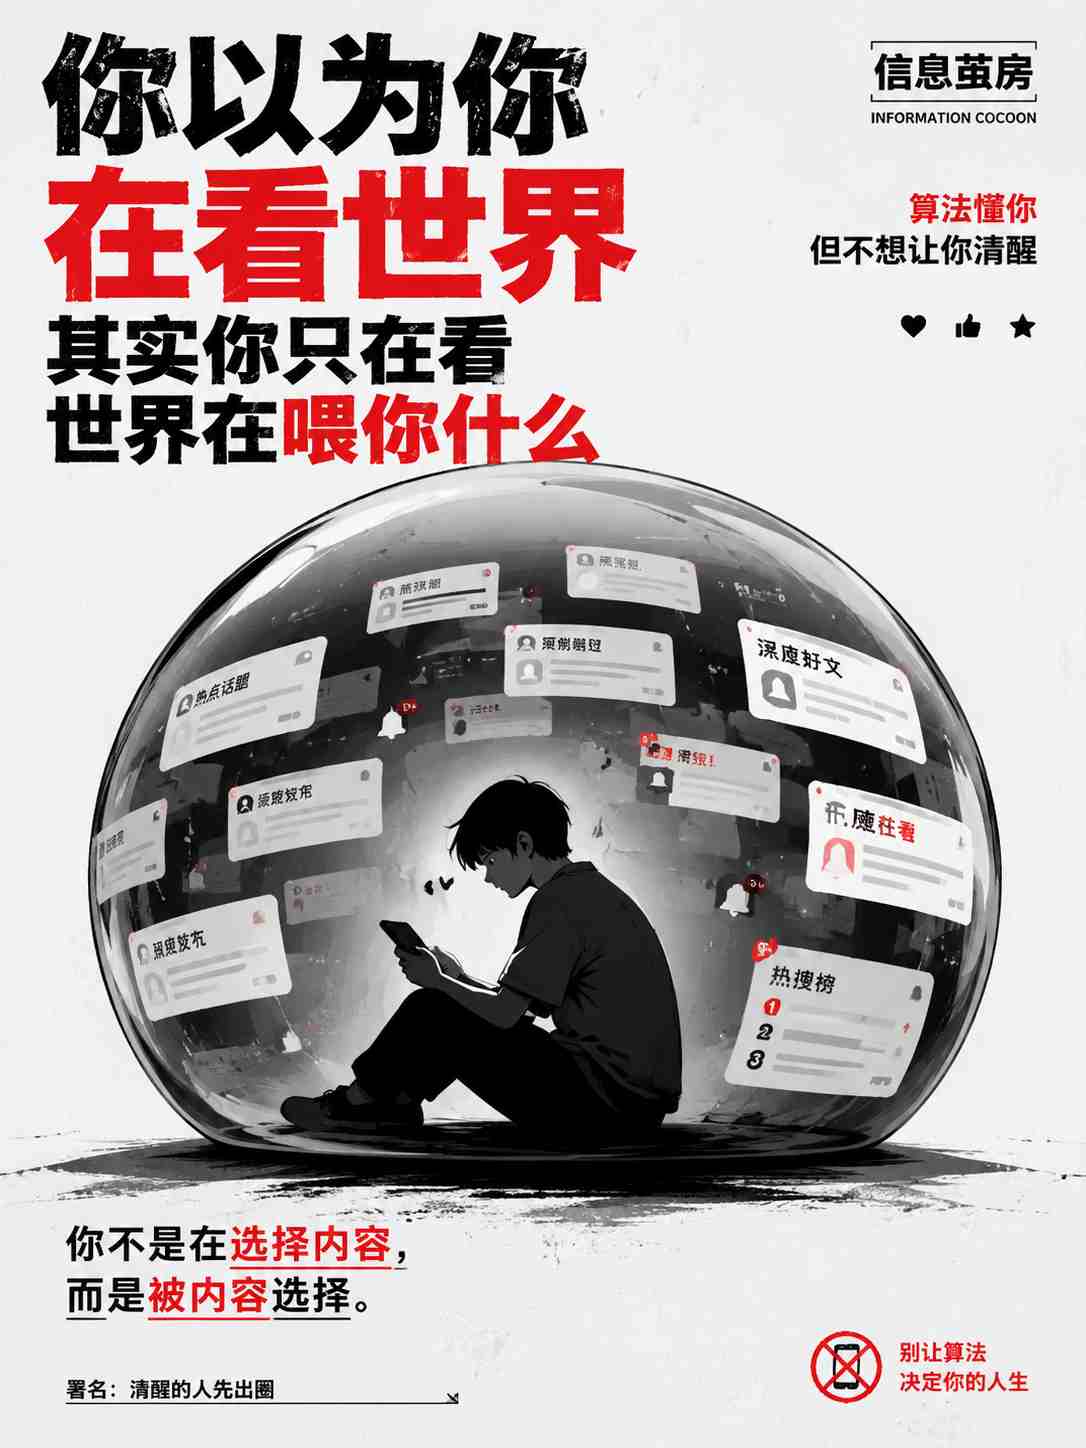 你以为你
在看世界
其实你只在看
世界在喂你什么
信息茧房
INFORMATION COCOON
算法懂你
但不想让你清醒
热点话题
热搜榜
1
2
3
你不是在选择内容，
而是被内容选择。
署名：清醒的人先出圈
别让算法
决定你的人生